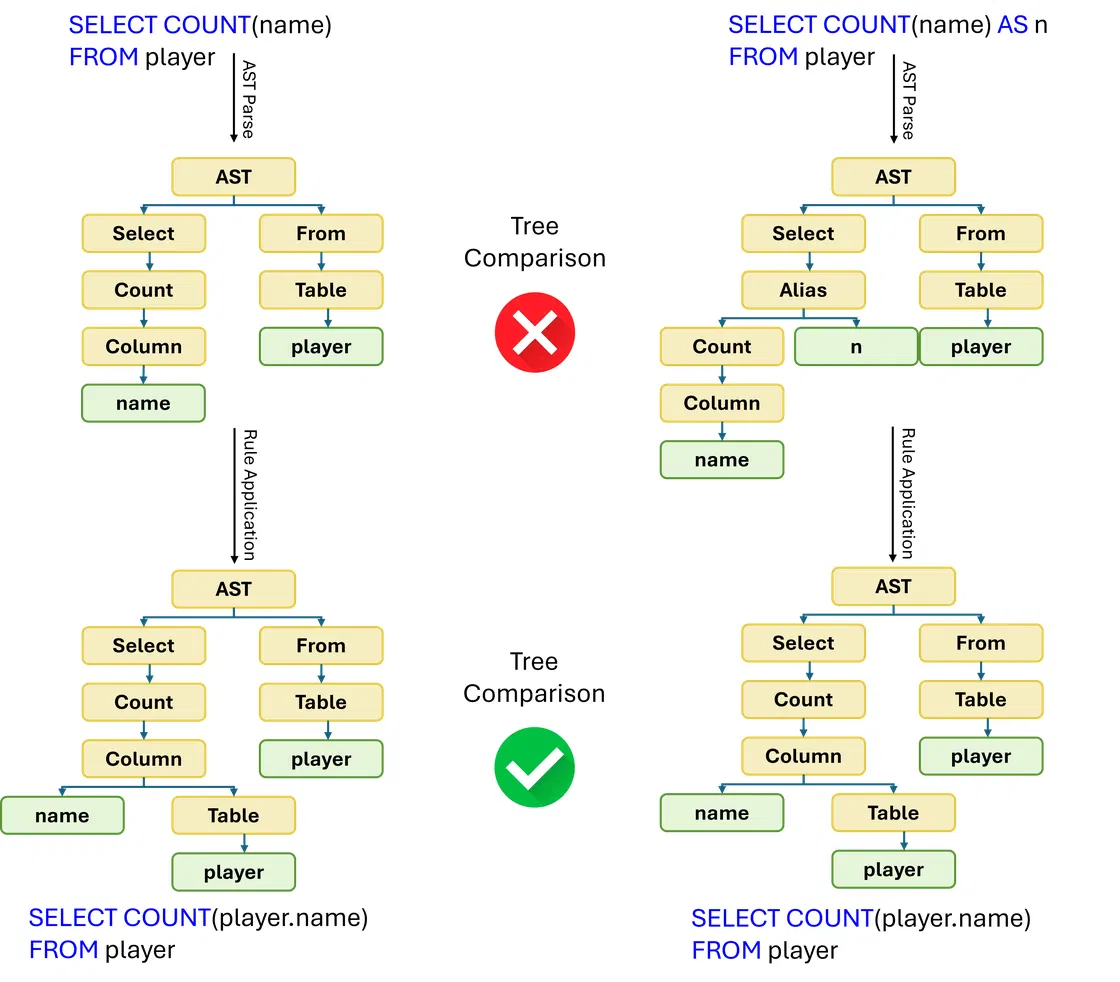 SELECT COUNT(name)
FROM player
AST Parse
AST
Select
From
Count
Table
Column
player
name
Rule Application
AST
Select
From
Count
Table
Column
player
name
Table
player
SELECT COUNT(player.name)
FROM player
Tree
Comparison
Tree
Comparison
SELECT COUNT(name) AS n
FROM player
AST Parse
AST
Select
From
Alias
Table
Count
n
player
Column
name
Rule Application
AST
Select
From
Count
Table
Column
player
name
Table
player
SELECT COUNT(player.name)
FROM player